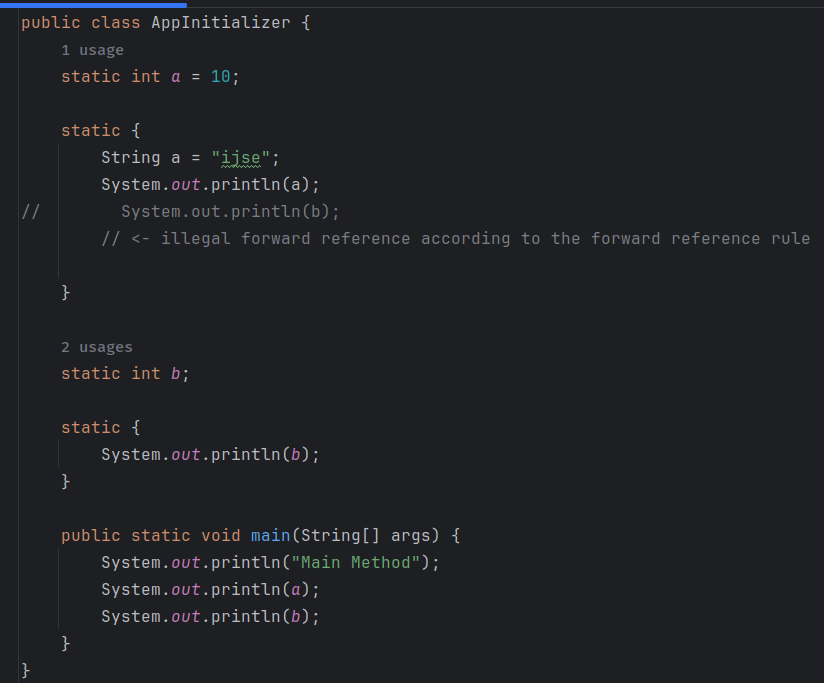 public class AppInitializer {
1 usage
static int a = 10;
static {
String a = "ijse";
System.out.println(a);
// System.out.println(b);
// <- illegal forward reference according to the forward reference rule
}
2 usages
static int b;
static {
System.out.println(b);
}
public static void main(String[] args) {
System.out.println("Main Method");
System.out.println(a);
System.out.println(b);
}
}